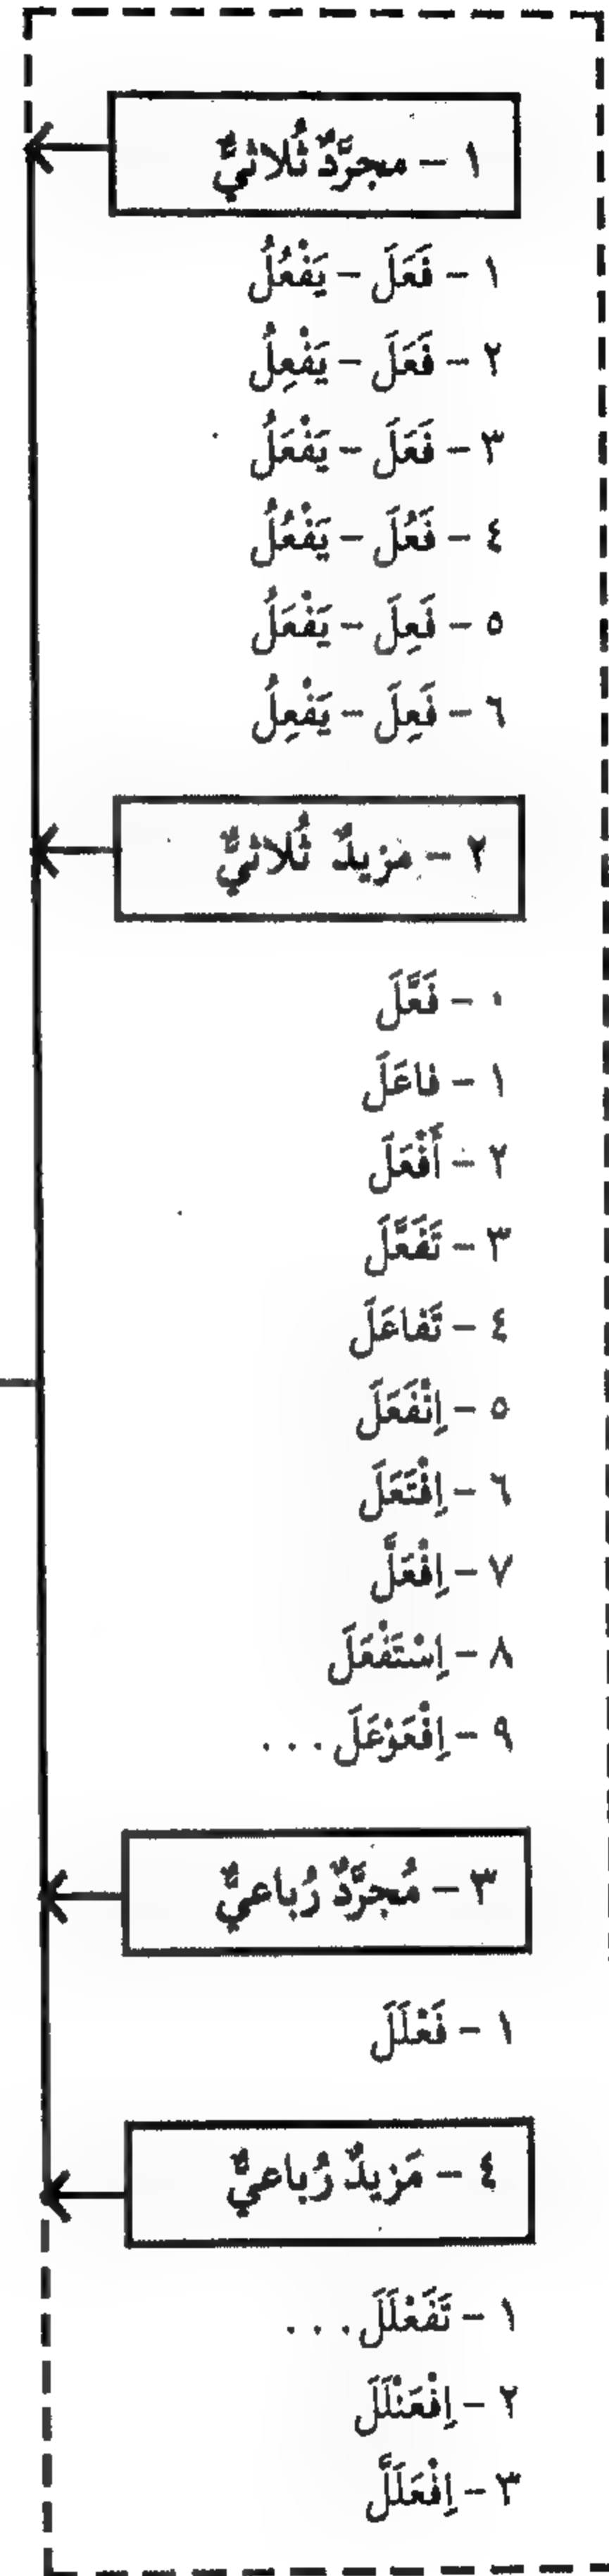 ١ - مجرَّدٌ ثُلاثيٌّ
١ - فَعَلَ - يَفْعُلُ
٢ - فَعَلَ - يَفْعِلُ
٣ - فَعَلَ - يَفْعَلُ
٤ - فَعُلَ - يَفْعُلُ
٥ - فَعِلَ - يَفْعَلُ
٦ - فَعِلَ - يَفْعِلُ
٢ - مَزيدٌ ثُلاثيٌّ
٠ - فَعَّلَ
١ - فاعَلَ
٢ - أَفْعَلَ
٣ - تَفَعَّلَ
٤ - تَفاعَلَ
٥ - اِنْفَعَلَ
٦ - اِفْتَعَلَ
٧ - اِفْعَلَّ
٨ - اِسْتَفْعَلَ
٩ - اِفْعَوْعَلَ...
٣ - مُجرَّدٌ رُباعيٌّ
١ - فَعْلَلَ
٤ - مَزيدٌ رُباعيٌّ
١ - تَفَعْلَلَ...
٢ - اِفْعَنْلَلَ
٣ - اِفْعَلَلَّ